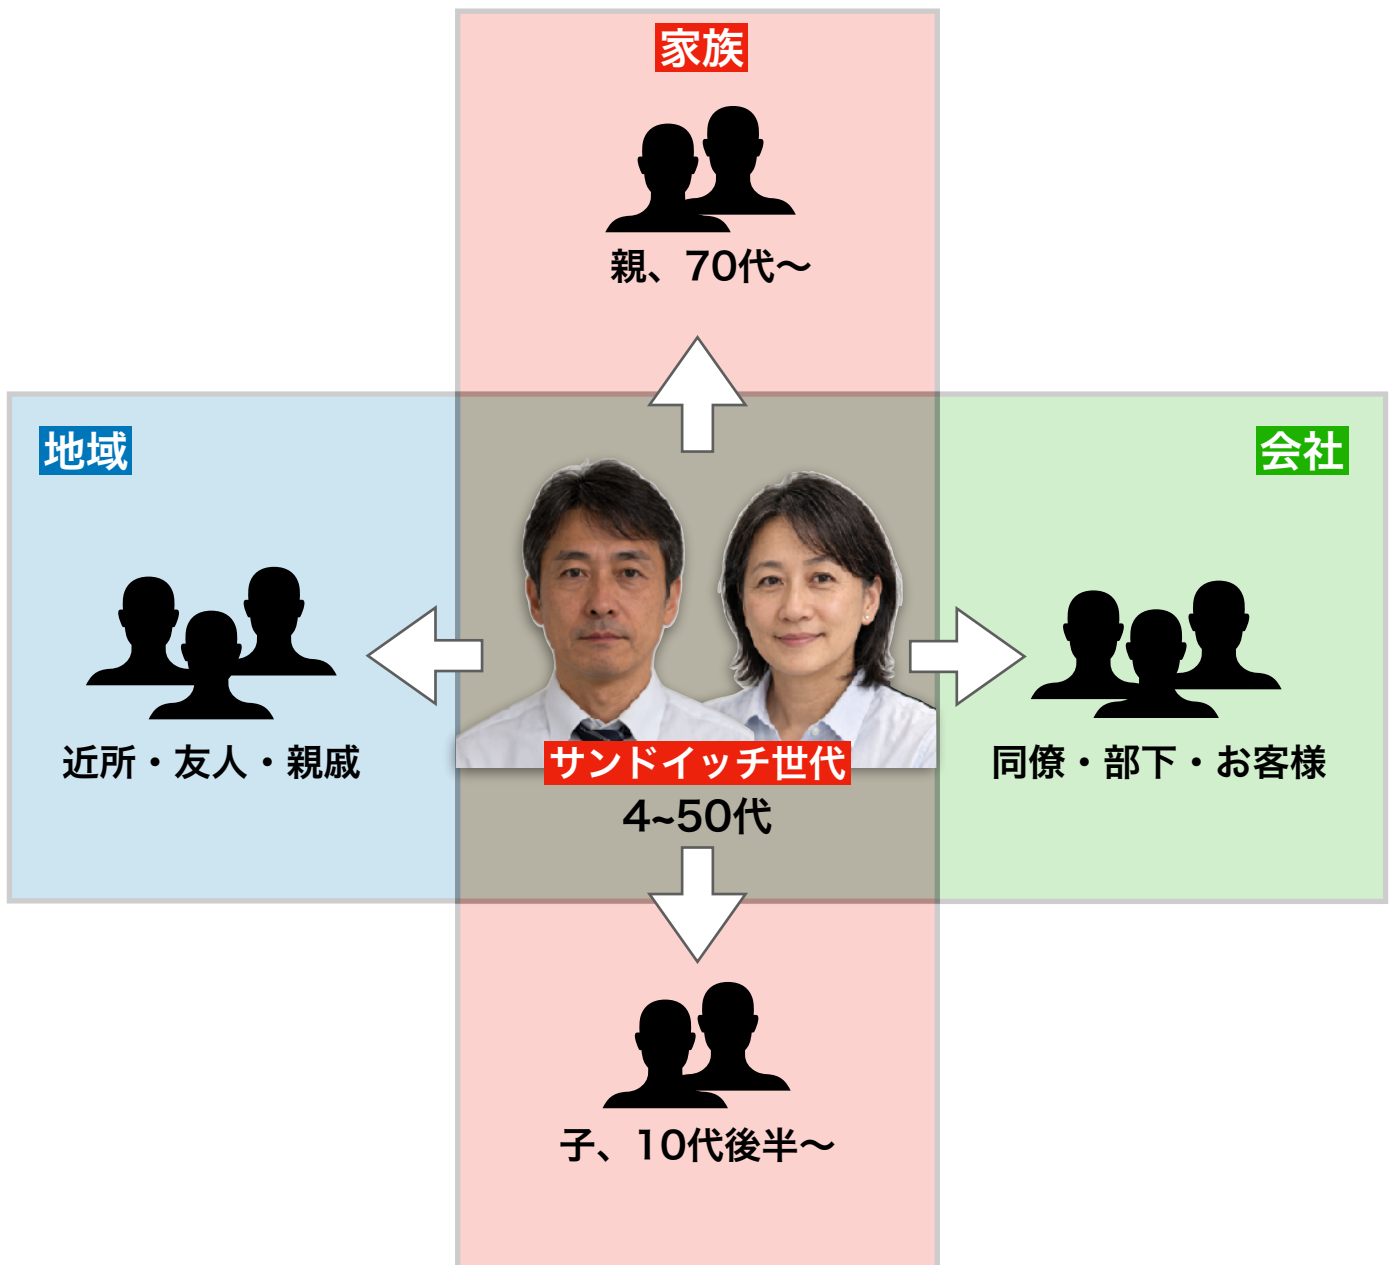 家族
親、70代〜
地域
会社
近所・友人・親戚
サンドイッチ世代
4~50代
同僚・部下・お客様
子、10代後半〜